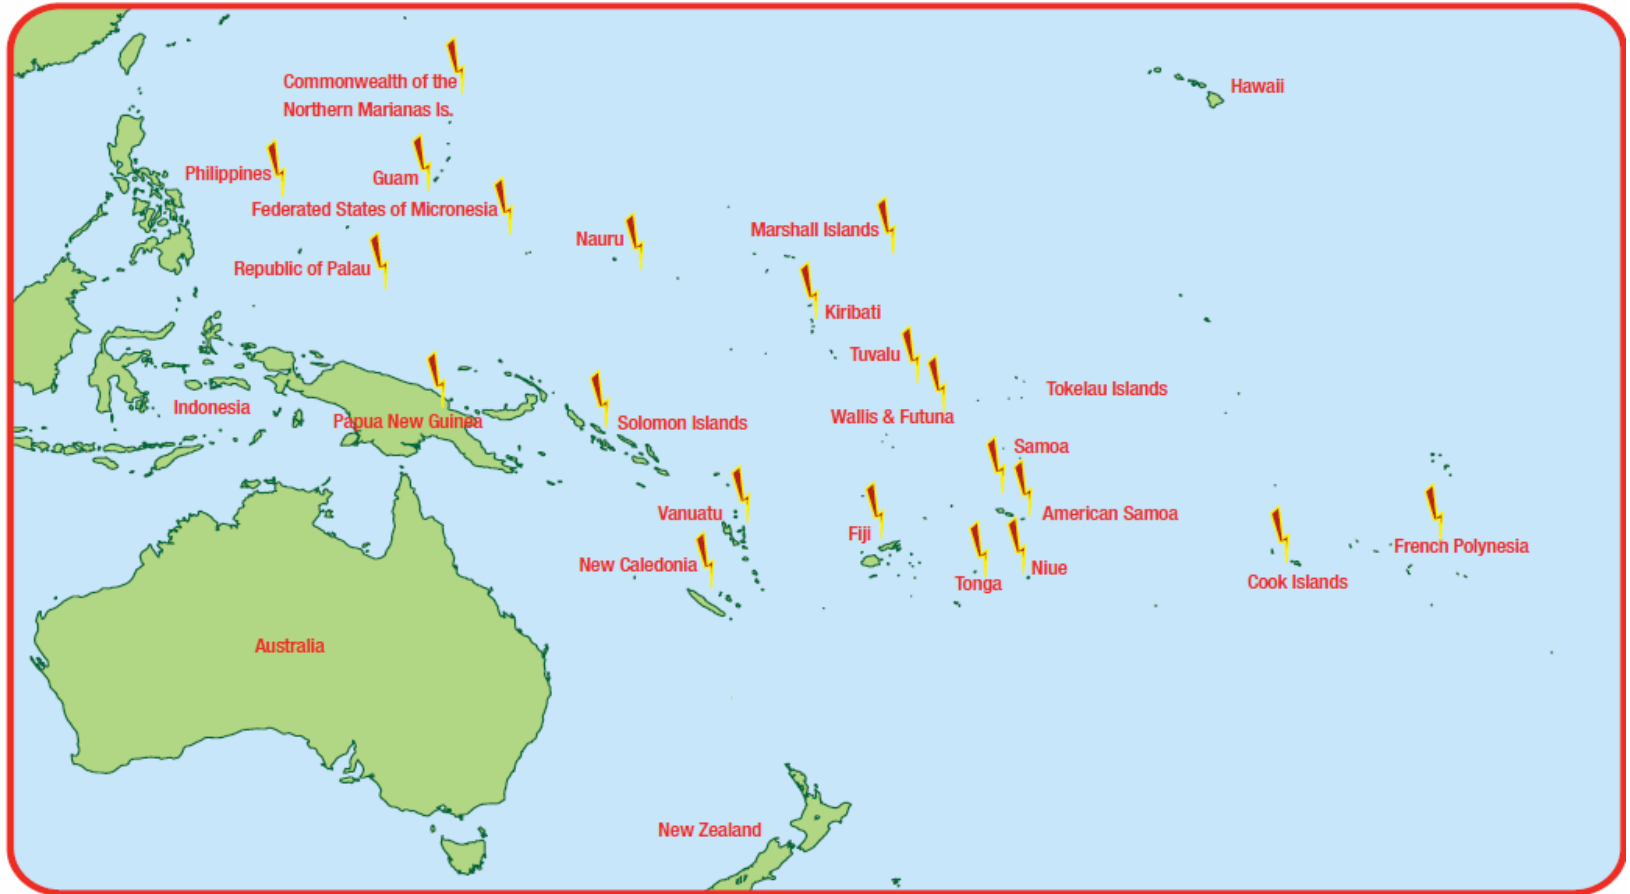 Commonwealth of the
Northern Marianas Is.
Hawaii
Philippines
Guam
Federated States of Micronesia
Nauru
Marshall Islands
Republic of Palau
Kiribati
Tuvalu
Tokelau Islands
Indonesia
Papua New Guinea
Solomon Islands
Wallis & Futuna
Samoa
Vanuatu
American Samoa
Fiji
French Polynesia
New Caledonia
Niue
Tonga
Cook Islands
Australia
New Zealand